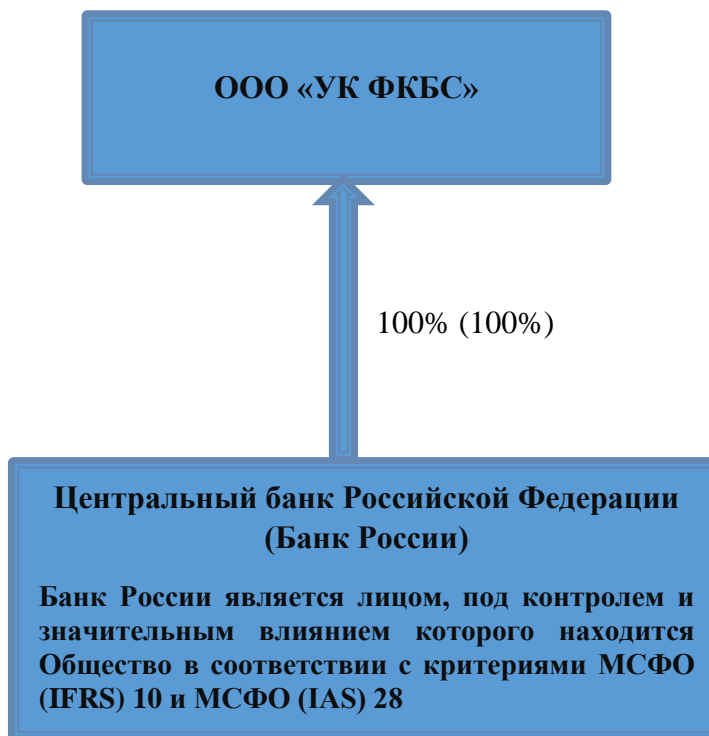 ООО «УК ФКБС»
100% (100%)
Центральный банк Российской Федерации
(Банк России)
Банк России является лицом, под контролем и
значительным влиянием которого находится
Общество в соответствии с критериями МСФО
(IFRS) 10 и МСФО (IAS) 28